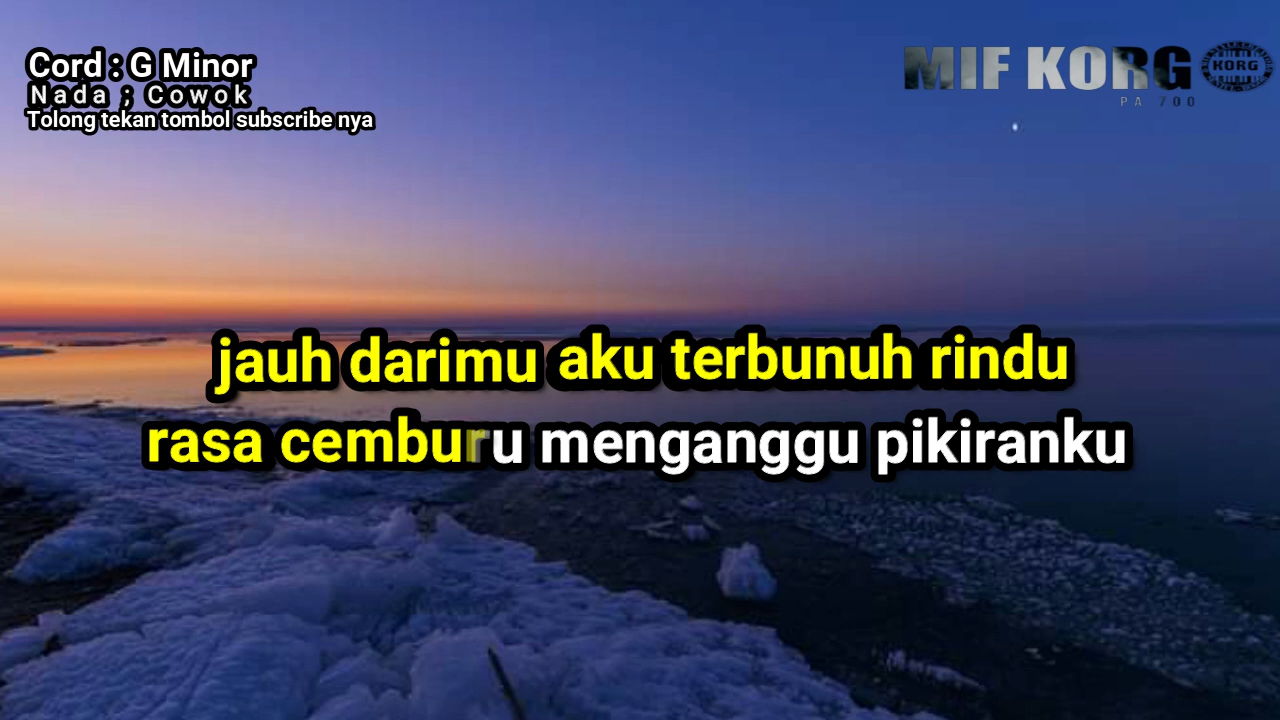 Cord : G Minor
Nada ; Cowok
Tolong tekan tombol subscribe nya
MIF KORG
KORG
PA 700
jauh darimu aku terbunuh rindu
rasa cemburu menganggu pikiranku